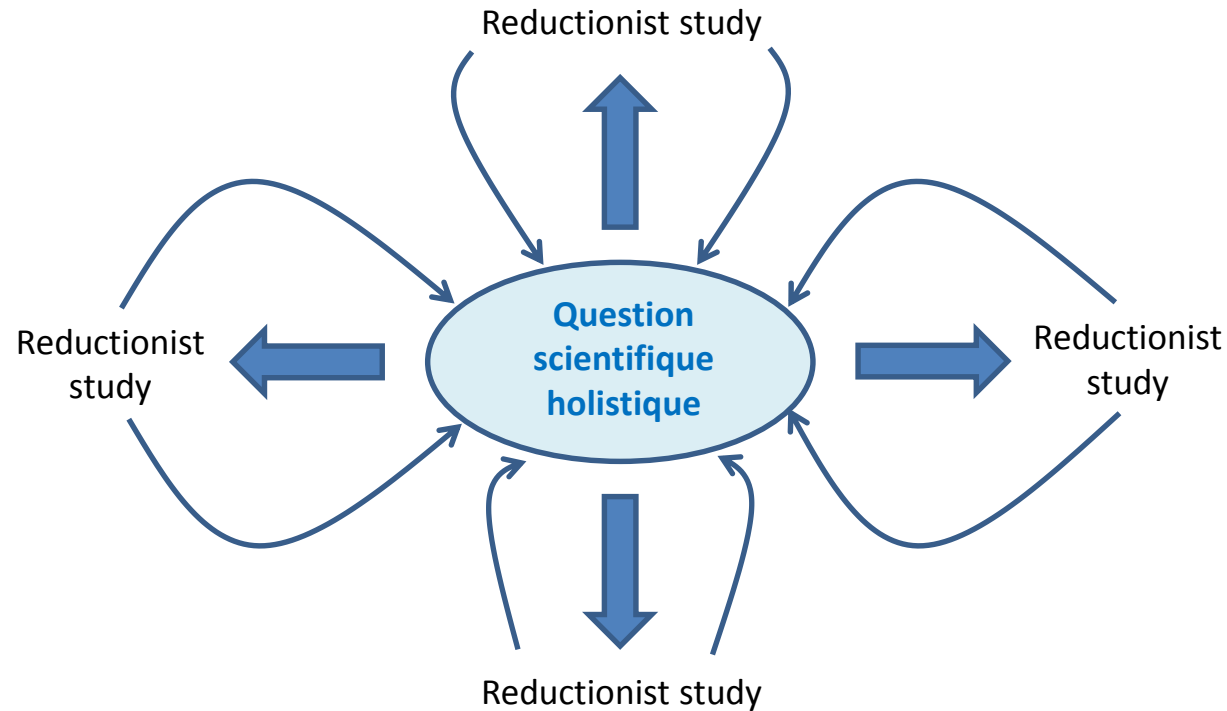 Reductionist study
Question
scientifique
holistique
Reductionist
study
Reductionist
study
Reductionist study